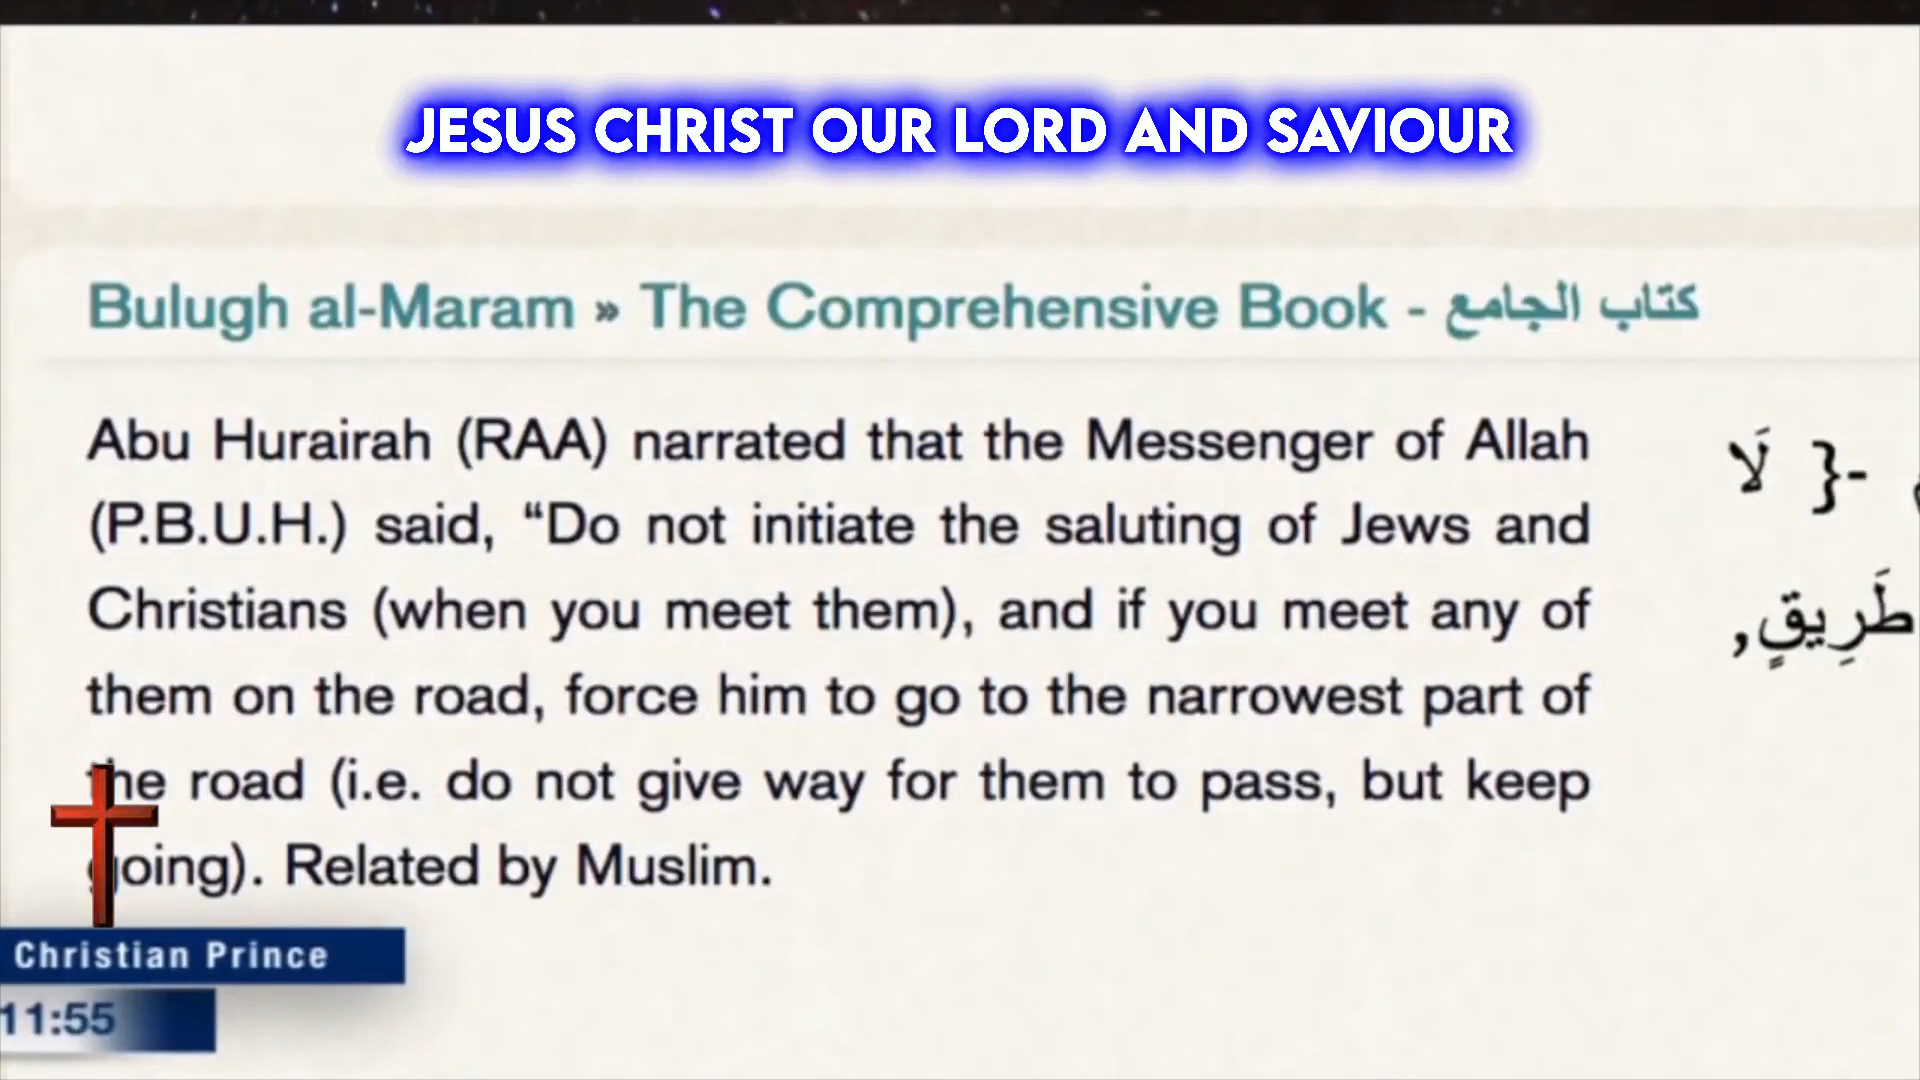 JESUS CHRIST OUR LORD AND SAVIOUR
Bulugh al-Maram » The Comprehensive Book - كتاب الجامع
Abu Hurairah (RAA) narrated that the Messenger of Allah
(P.B.U.H.) said, “Do not initiate the saluting of Jews and
Christians (when you meet them), and if you meet any of
them on the road, force him to go to the narrowest part of
the road (i.e. do not give way for them to pass, but keep
going). Related by Muslim.
-{ لَا
طَرِيقٍ,
Christian Prince
11:55